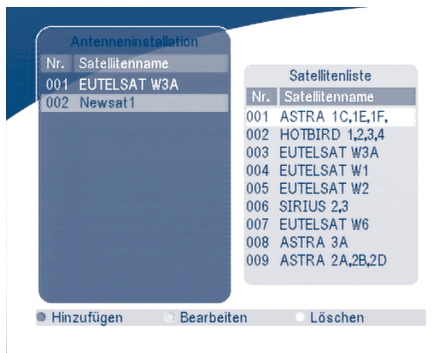 Antenneninstallation
Nr. Satellitenname
001 EUTELSAT W3A
002 Newsat1
Satellitenliste
Nr. Satellitenname
001 ASTRA 1C,1E,1F,
002 HOTBIRD 1,2,3,4
003 EUTELSAT W3A
004 EUTELSAT W1
005 EUTELSAT W2
006 SIRIUS 2,3
007 EUTELSAT W6
008 ASTRA 3A
009 ASTRA 2A,2B,2D
Hinzufügen Bearbeiten Löschen